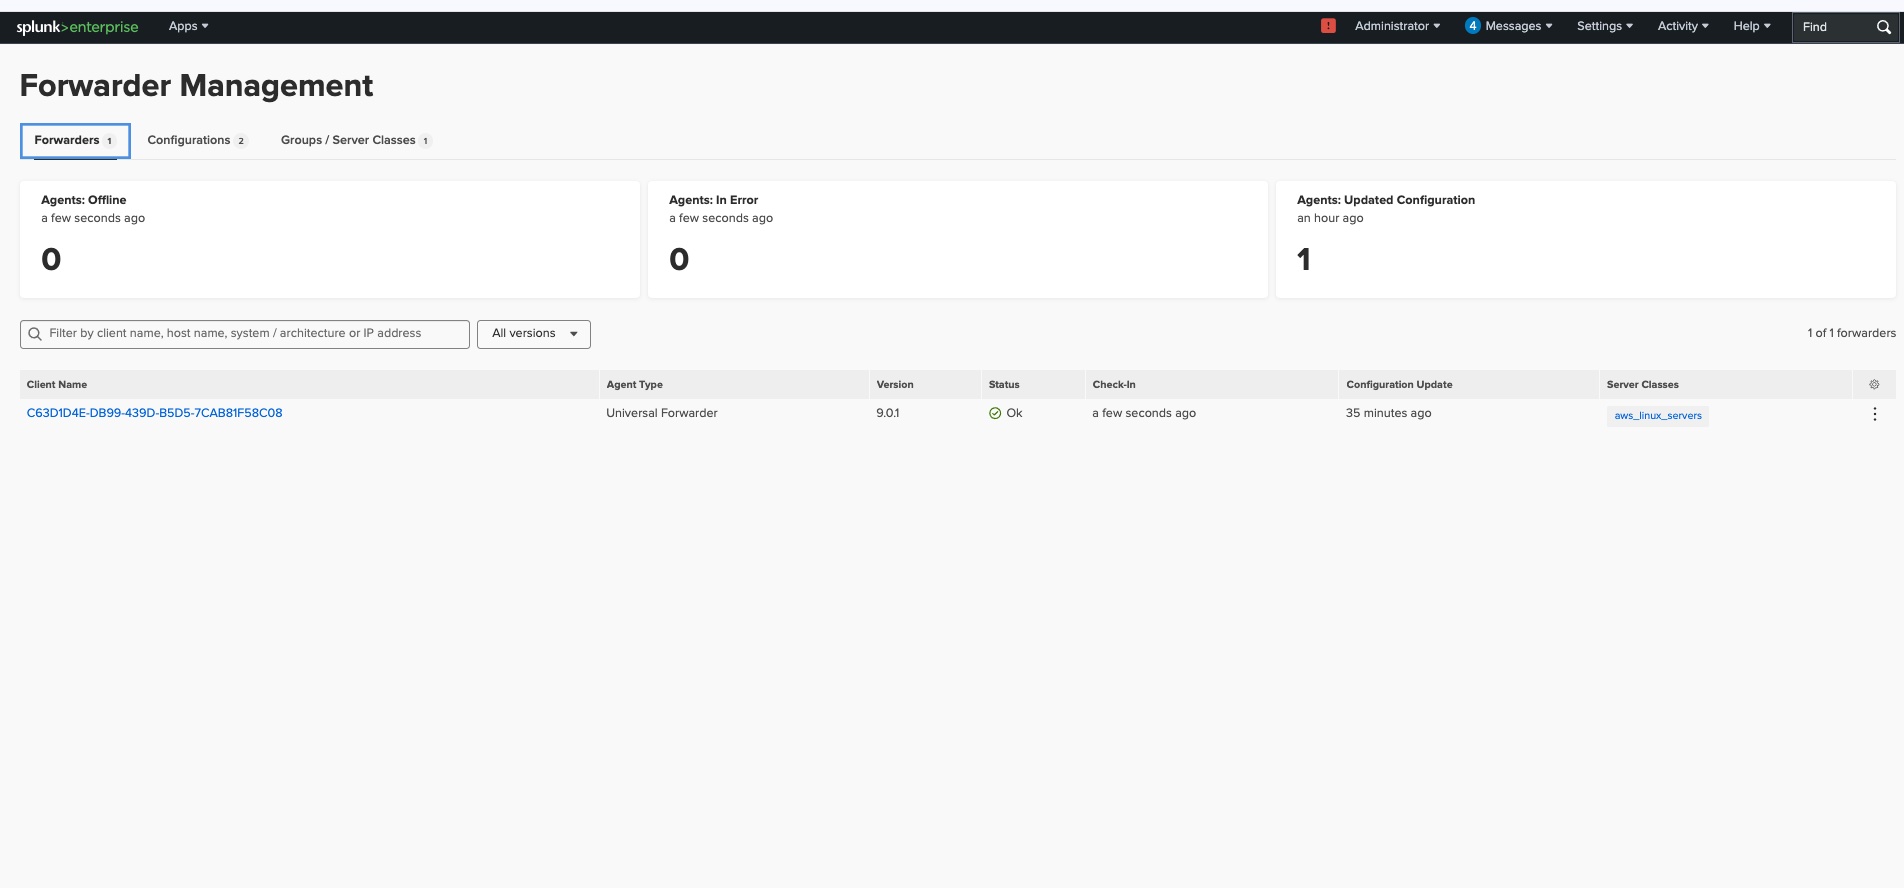 splunk>enterprise Apps ! Administrator 4 Messages Settings Activity Help Find
Forwarder Management
Forwarders 1 Configurations 2 Groups / Server Classes 1
Agents: Offline
a few seconds ago
0
Agents: In Error
a few seconds ago
0
Agents: Updated Configuration
an hour ago
1
Filter by client name, host name, system / architecture or IP address All versions 1 of 1 forwarders
Client Name Agent Type Version Status Check-In Configuration Update Server Classes
C63D1D4E-DB99-439D-B5D5-7CAB81F58C08 Universal Forwarder 9.0.1 Ok a few seconds ago 35 minutes ago aws_linux_servers